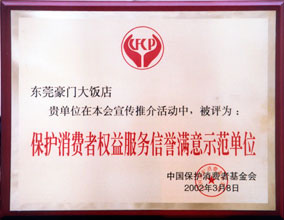 CFCP
东莞豪门大饭店
贵单位在本会宣传推介活动中，被评为：
保护消费者权益服务信誉满意示范单位
中国保护消费者基金会
2002年3月8日